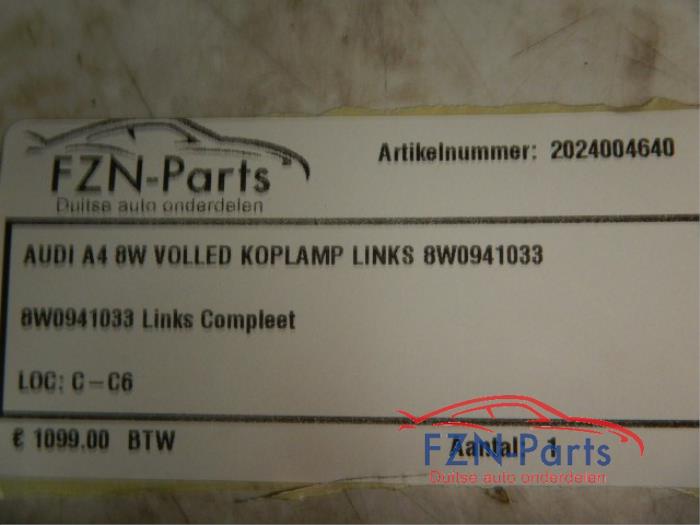 FZN-Parts
Duitse auto onderdelen
Artikelnummer: 2024004640
AUDI A4 8W VOLLED KOPLAMP LINKS 8W0941033
8W0941033 Links Compleet
LOC: C-C6
€ 1099.00 BTW
Aantal: 1
FZN-Parts
Duitse auto onderdelen